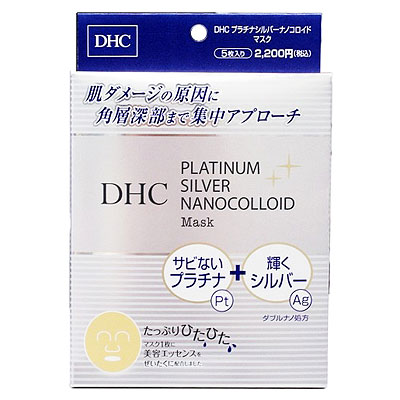 DHC
DHC プラチナシルバーナノコロイド
マスク
5枚入り 2,200円(税込)
肌ダメージの原因に
角層深部まで集中アプローチ
DHC
PLATINUM
SILVER
NANOCOLLOID
Mask
サビない
プラチナ
Pt
+
輝く
シルバー
Ag
ダブルナノ処方
たっぷりひたひた
マスク1枚に
美容エッセンスを
ぜいたくに配合しました